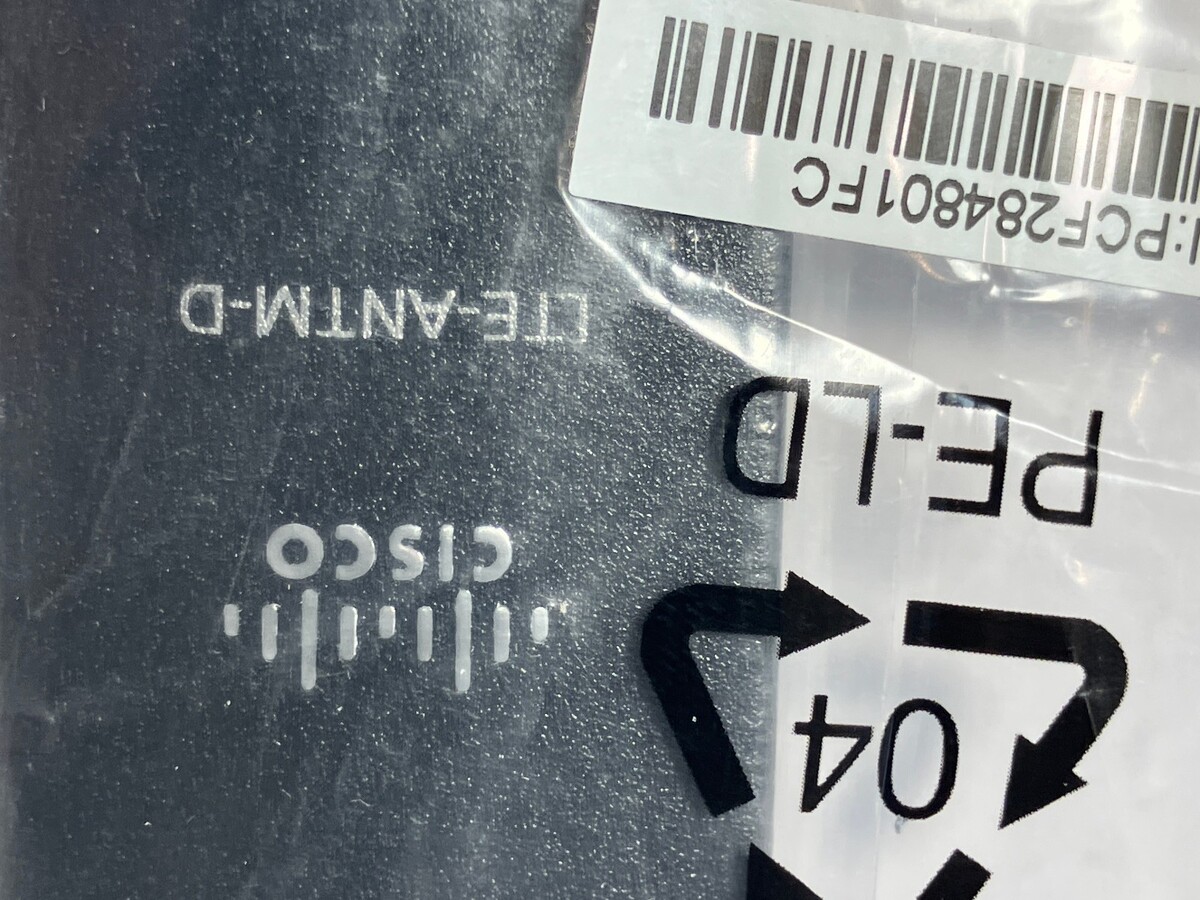 04
PE-LD
CISCO
LTE-ANTM-D
:PCF284801FC